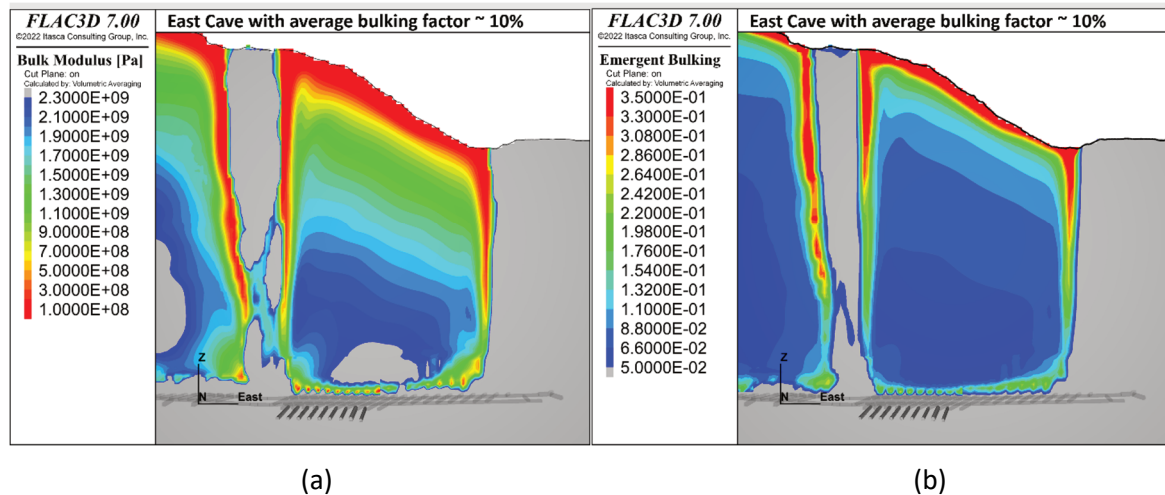 FLAC3D 7.00
©2022 Itasca Consulting Group, Inc.
Bulk Modulus [Pa]
Cut Plane: on
Calculated by: Volumetric Averaging
2.3000E+09
2.1000E+09
1.9000E+09
1.7000E+09
1.5000E+09
1.3000E+09
1.1000E+09
9.0000E+08
7.0000E+08
5.0000E+08
3.0000E+08
1.0000E+08
East Cave with average bulking factor ~ 10%
Z
N
East
(a)
FLAC3D 7.00
©2022 Itasca Consulting Group, Inc.
Emergent Bulking
Cut Plane: on
Calculated by: Volumetric Averaging
3.5000E-01
3.3000E-01
3.0800E-01
2.8600E-01
2.6400E-01
2.4200E-01
2.2000E-01
1.9800E-01
1.7600E-01
1.5400E-01
1.3200E-01
1.1000E-01
8.8000E-02
6.6000E-02
5.0000E-02
East Cave with average bulking factor ~ 10%
Z
N
East
(b)